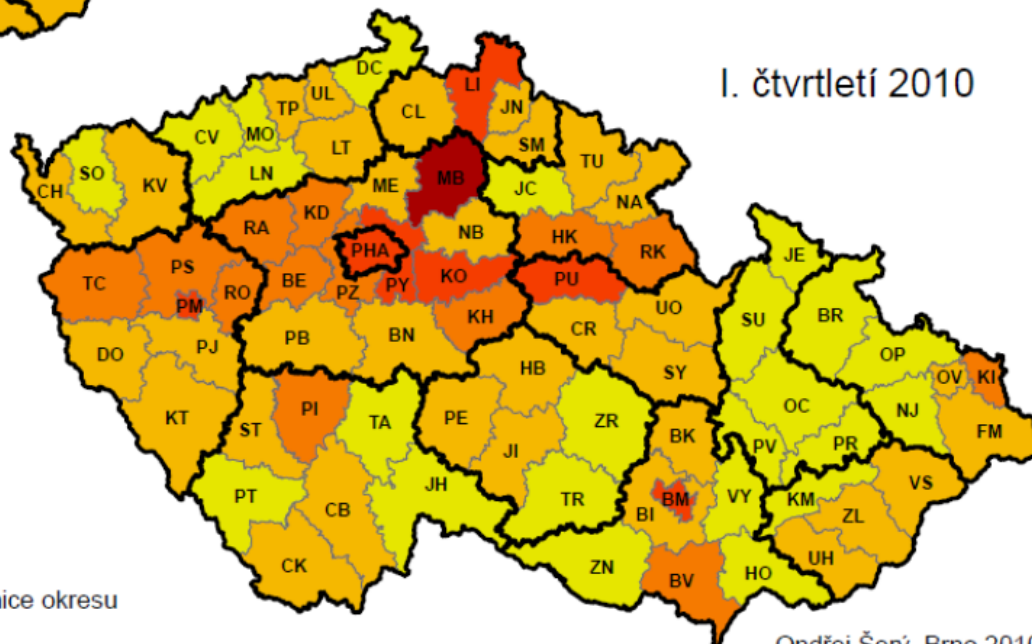 I. čtvrtletí 2010
DC
LI
UL
TP
CL
JN
CV
MO
LT
SM
TU
SO
LN
MB
CH
KV
ME
JC
NA
KD
RA
NB
HK
RK
PHA
JE
PS
TC
BE
PY
KO
PU
RO
PZ
PM
UO
SU
BR
KH
CR
PB
BN
DO
PJ
OP
HB
SY
OV
KI
OC
NJ
PI
KT
ST
TA
PE
ZR
BK
FM
JI
PV
PR
VS
JH
PT
TR
BM
VY
KM
CB
BI
ZL
UH
CK
ZN
BV
HO
nice okresu
Brno 2010